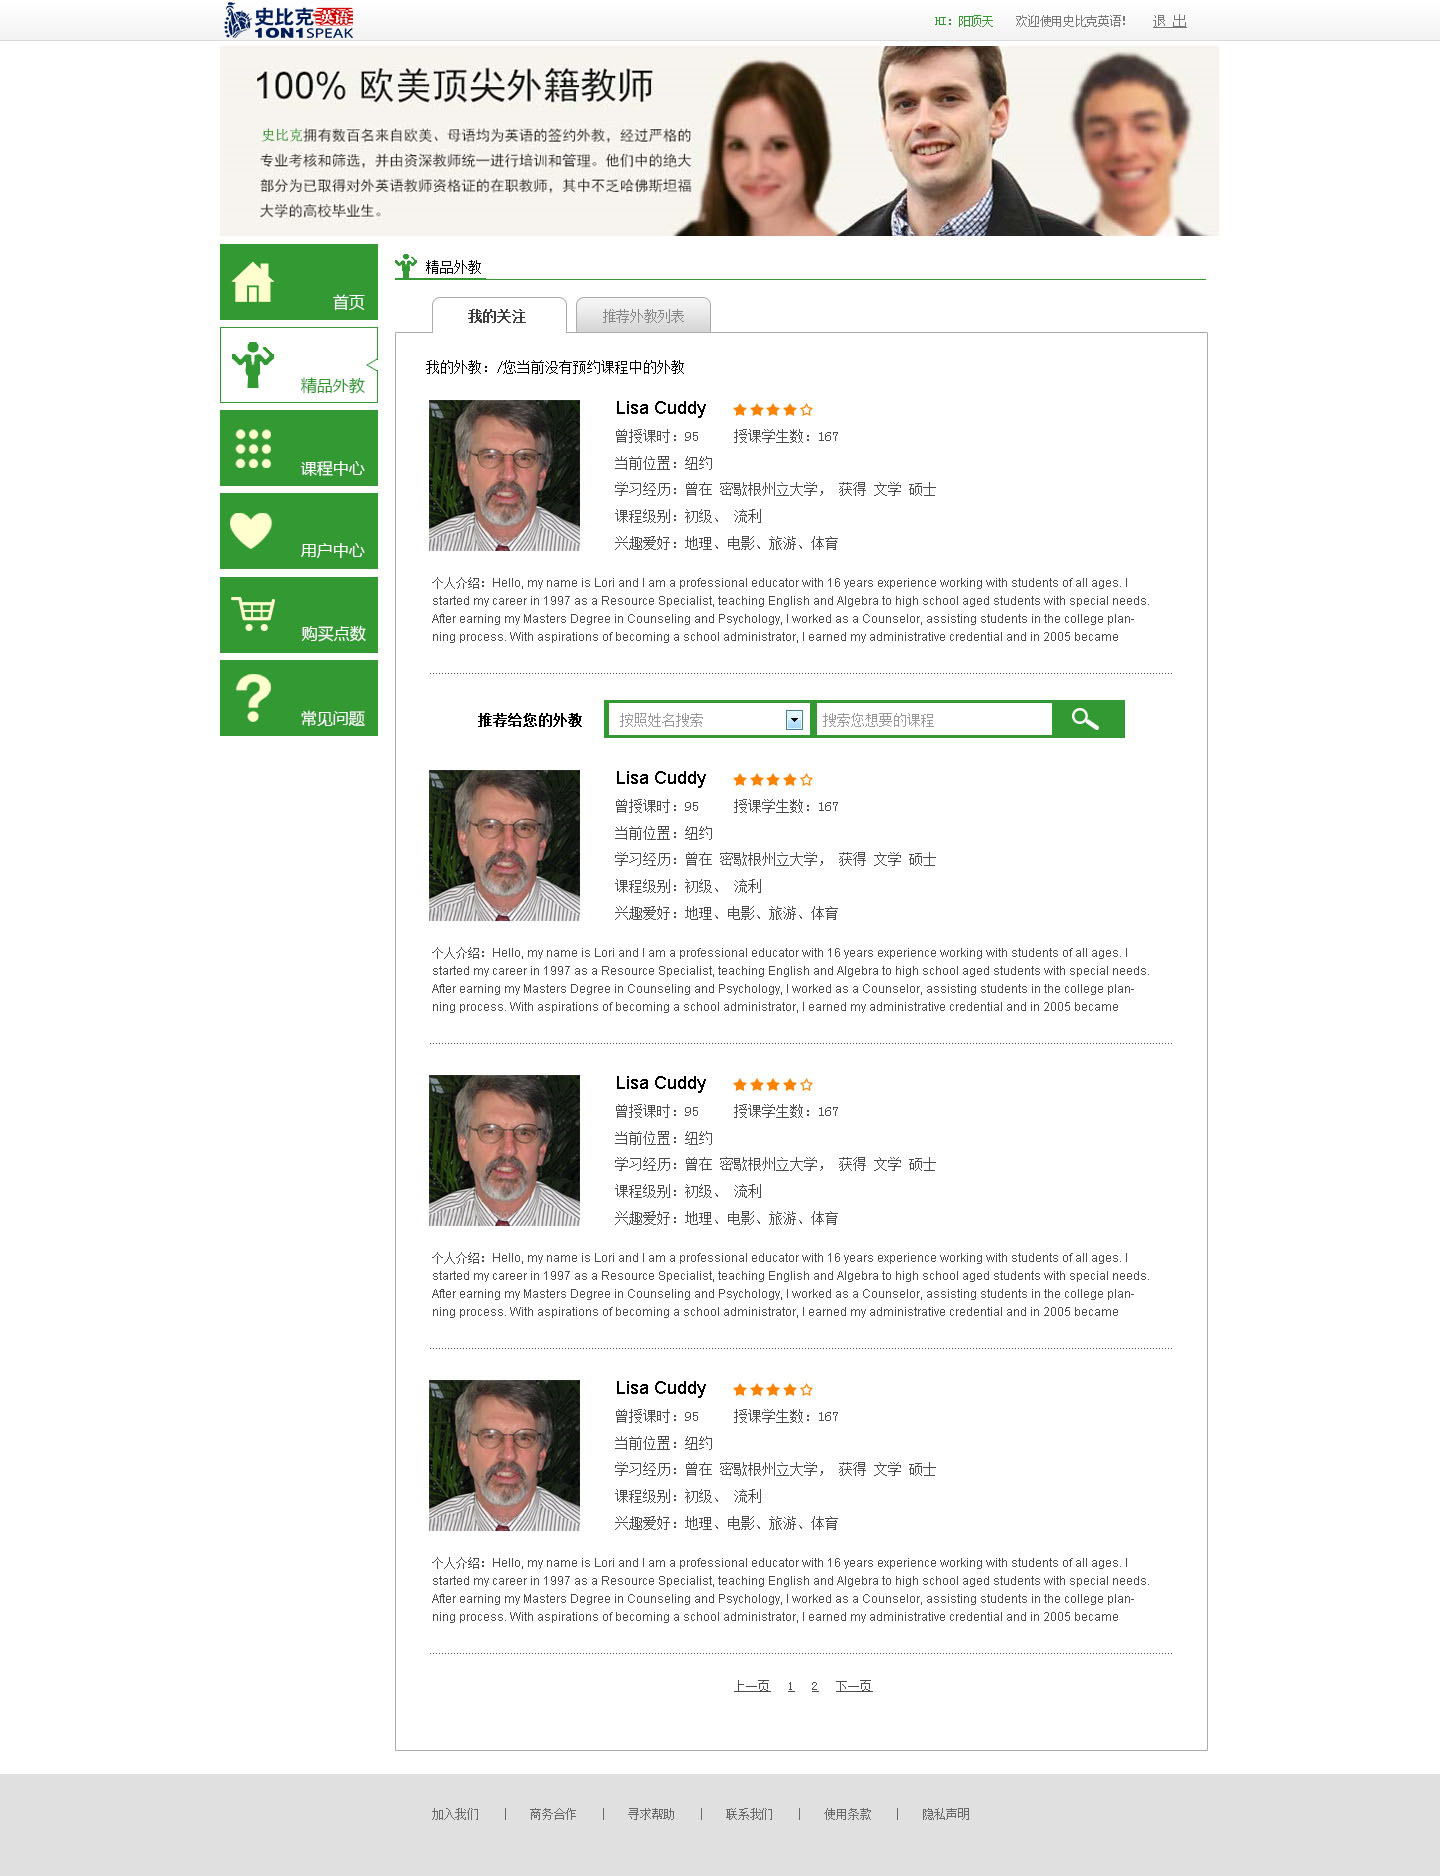 史比克英语
1ON1SPEAK
HI：阳顶天 欢迎使用史比克英语! 退 出
100% 欧美顶尖外籍教师
史比克拥有数百名来自欧美、母语均为英语的签约外教，经过严格的
专业考核和筛选，并由资深教师统一进行培训和管理。他们中的绝大
部分为已取得对外英语教师资格证的在职教师，其中不乏哈佛斯坦福
大学的高校毕业生。
首页
精品外教
课程中心
用户中心
购买点数
常见问题
精品外教
我的关注 推荐外教列表
我的外教：/您当前没有预约课程中的外教
Lisa Cuddy
曾授课时：95 授课学生数：167
当前位置：纽约
学习经历：曾在 密歇根州立大学， 获得 文学 硕士
课程级别：初级、 流利
兴趣爱好：地理、电影、旅游、体育
个人介绍：Hello, my name is Lori and I am a professional educator with 16 years experience working with students of all ages. I
started my career in 1997 as a Resource Specialist, teaching English and Algebra to high school aged students with special needs.
After earning my Masters Degree in Counseling and Psychology, I worked as a Counselor, assisting students in the college plan-
ning process. With aspirations of becoming a school administrator, I earned my administrative credential and in 2005 became
推荐给您的外教 按照姓名搜索 搜索您想要的课程
Lisa Cuddy
曾授课时：95 授课学生数：167
当前位置：纽约
学习经历：曾在 密歇根州立大学， 获得 文学 硕士
课程级别：初级、 流利
兴趣爱好：地理、电影、旅游、体育
个人介绍：Hello, my name is Lori and I am a professional educator with 16 years experience working with students of all ages. I
started my career in 1997 as a Resource Specialist, teaching English and Algebra to high school aged students with special needs.
After earning my Masters Degree in Counseling and Psychology, I worked as a Counselor, assisting students in the college plan-
ning process. With aspirations of becoming a school administrator, I earned my administrative credential and in 2005 became
Lisa Cuddy
曾授课时：95 授课学生数：167
当前位置：纽约
学习经历：曾在 密歇根州立大学， 获得 文学 硕士
课程级别：初级、 流利
兴趣爱好：地理、电影、旅游、体育
个人介绍：Hello, my name is Lori and I am a professional educator with 16 years experience working with students of all ages. I
started my career in 1997 as a Resource Specialist, teaching English and Algebra to high school aged students with special needs.
After earning my Masters Degree in Counseling and Psychology, I worked as a Counselor, assisting students in the college plan-
ning process. With aspirations of becoming a school administrator, I earned my administrative credential and in 2005 became
Lisa Cuddy
曾授课时：95 授课学生数：167
当前位置：纽约
学习经历：曾在 密歇根州立大学， 获得 文学 硕士
课程级别：初级、 流利
兴趣爱好：地理、电影、旅游、体育
个人介绍：Hello, my name is Lori and I am a professional educator with 16 years experience working with students of all ages. I
started my career in 1997 as a Resource Specialist, teaching English and Algebra to high school aged students with special needs.
After earning my Masters Degree in Counseling and Psychology, I worked as a Counselor, assisting students in the college plan-
ning process. With aspirations of becoming a school administrator, I earned my administrative credential and in 2005 became
上一页 1 2 下一页
加入我们 | 商务合作 | 寻求帮助 | 联系我们 | 使用条款 | 隐私声明